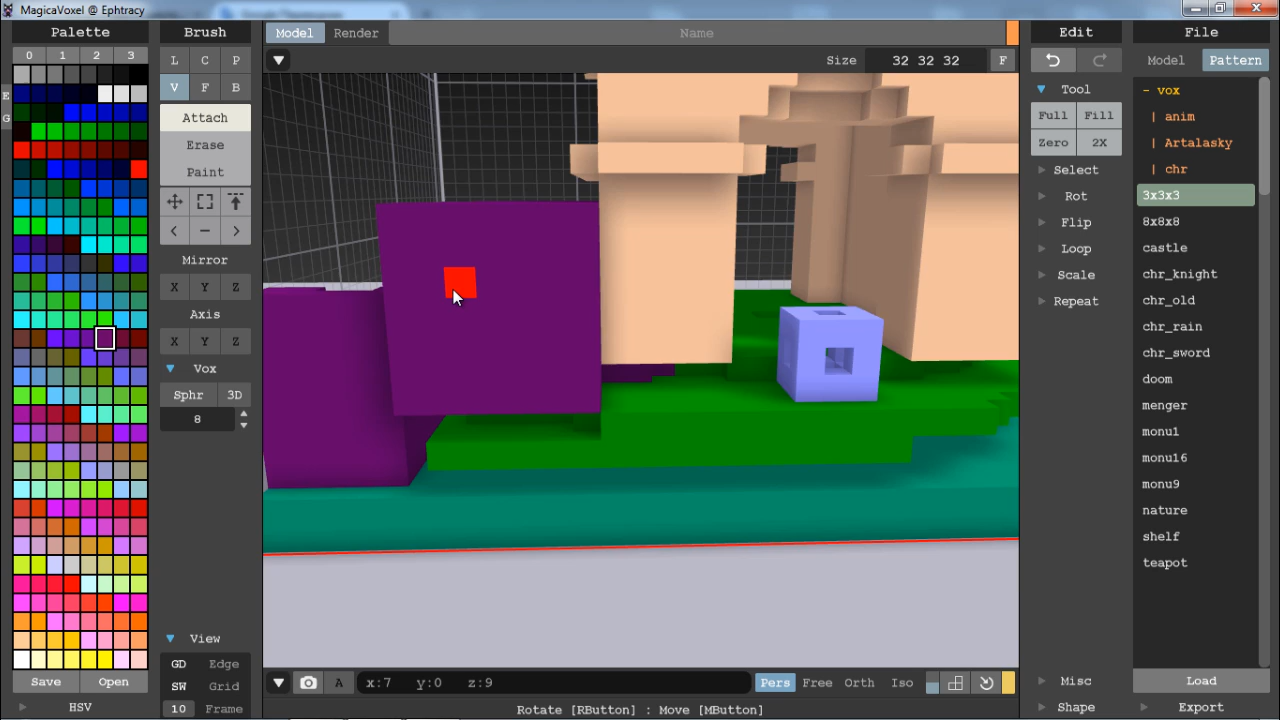 MagicaVoxel @ Ephtracy
Palette
Brush
Model Render
Name
Edit
File
0 1 2 3
L C P
V F B
Size 32 32 32 F
Model Pattern
E
G
Attach
Erase
Paint
< — >
Mirror
X Y Z
Axis
X Y Z
Vox
Sphr 3D
8
View
GD Edge
SW Grid
10 Frame
Save Open
HSV
Tool
Full Fill
Zero 2X
Select
Rot
Flip
Loop
Scale
Repeat
Misc
Shape
- vox
| anim
| Artalasky
| chr
3x3x3
8x8x8
castle
chr_knight
chr_old
chr_rain
chr_sword
doom
menger
monu1
monu16
monu9
nature
shelf
teapot
Load
Export
A x:7 y:0 z:9
Pers Free Orth Iso
Rotate [RButton] : Move [MButton]